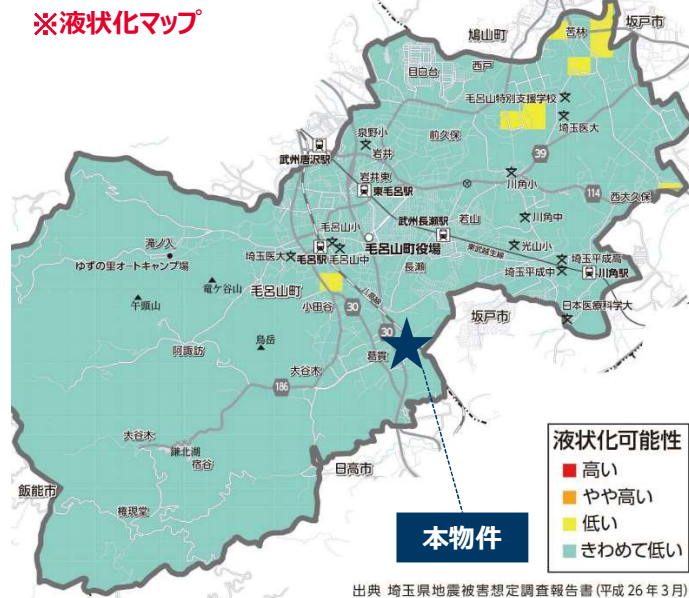 ※液状化マップ
鳩山町
苦林
坂戸市
西戸
目白台
毛呂山特別支援学校
泉野小
前久保
埼玉医大
武州唐沢駅
岩井
39
岩井東
川角小
東毛呂駅
114
西大久保
武州長瀬駅
若山
川角中
毛呂山小
滝ノ入
毛呂山町役場
東武越生線
光山小
埼玉医大
毛呂駅
毛呂山中
埼玉平成高
ゆずの里オートキャンプ場
長瀬
埼玉平成中
川角駅
竜ケ谷山
毛呂山町
八高線
午頭山
小田谷
30
日本医療科学大
坂戸市
30
鳥岳
阿諏訪
葛貫
大谷木
186
大谷木
鎌北湖
宿谷
日高市
飯能市
権現堂
本物件
液状化可能性
高い
やや高い
低い
きわめて低い
出典 埼玉県地震被害想定調査報告書(平成26年3月)